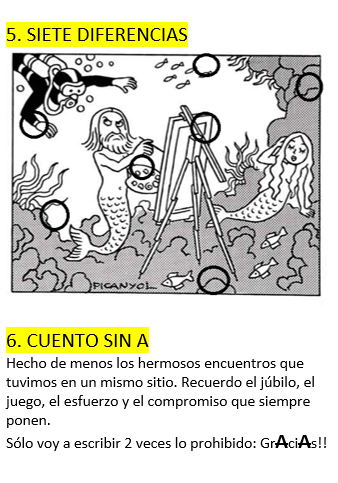 5. SIETE DIFERENCIAS
PICANYOL
6. CUENTO SIN A
Hecho de menos los hermosos encuentros que
tuvimos en un mismo sitio. Recuerdo el júbilo, el
juego, el esfuerzo y el compromiso que siempre
ponen.
Sólo voy a escribir 2 veces lo prohibido: GrAciAs!!